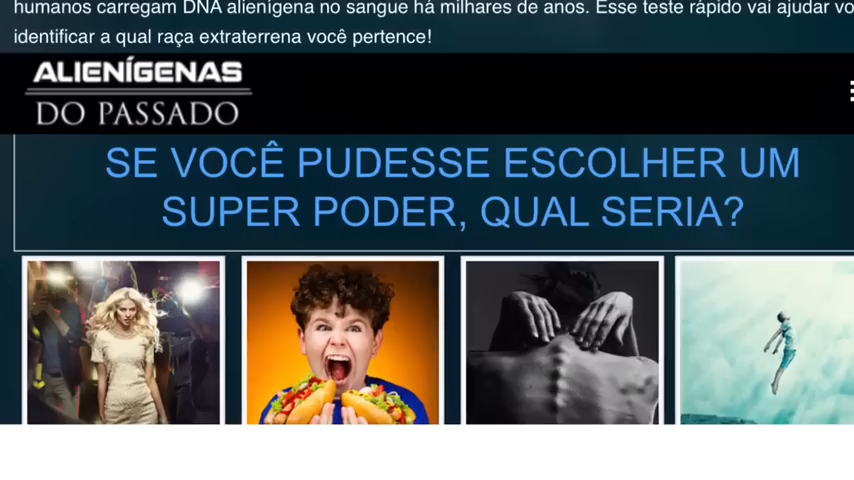 humanos carregam DNA alienígena no sangue há milhares de anos. Esse teste rápido vai ajudar
identificar a qual raça extraterrena você pertence!
ALIENÍGENAS
DO PASSADO
SE VOCÊ PUDESSE ESCOLHER UM
SUPER PODER, QUAL SERIA?